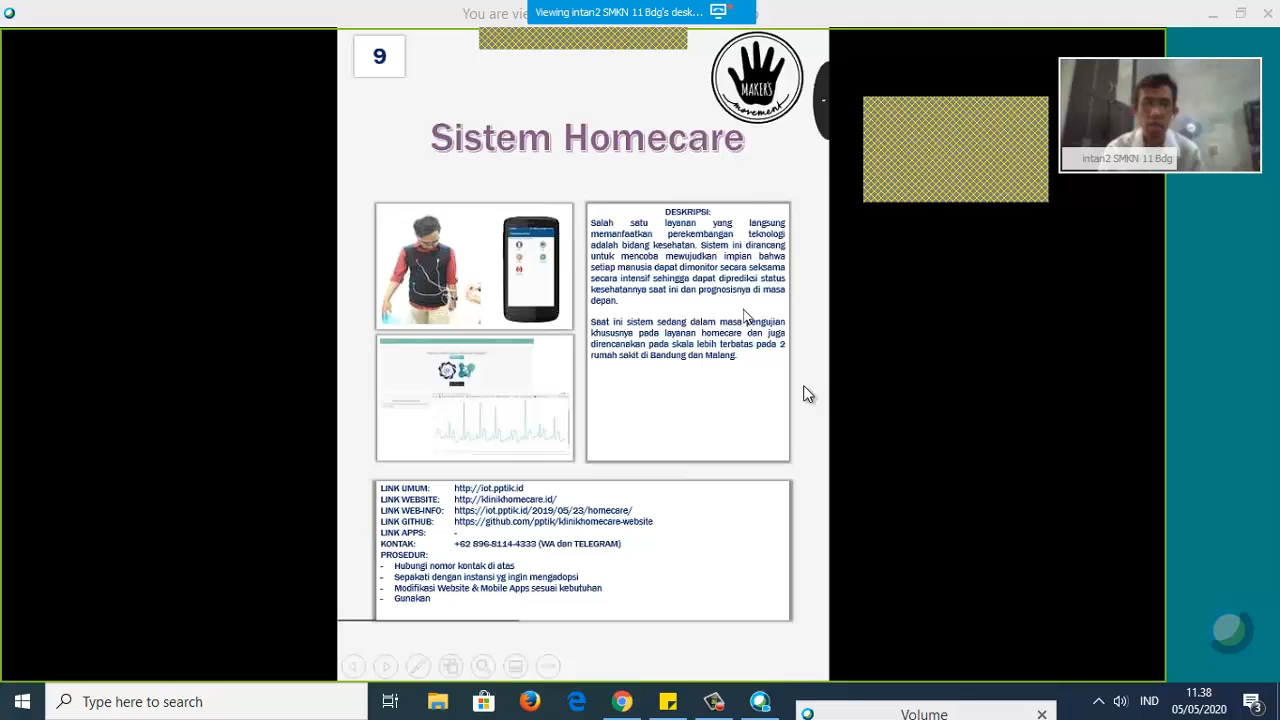 You are vie
Viewing intan2 SMKN 11 Bdg's desk...
9
MAKER'S
movement
Sistem Homecare
intan2 SMKN 11 Bdg
DESKRIPSI:
Salah satu layanan yang langsung
memanfaatkan perekembangan teknologi
adalah bidang kesehatan. Sistem ini dirancang
untuk mencoba mewujudkan impian bahwa
setiap manusia dapat dimonitor secara seksama
secara intensif sehingga dapat diprediksi status
kesehatannya saat ini dan prognosisnya di masa
depan.
Saat ini sistem sedang dalam masa pengujian
khususnya pada layanan homecare dan juga
direncanakan pada skala lebih terbatas pada 2
rumah sakit di Bandung dan Malang.
LINK UMUM: http://iot.pptik.id
LINK WEBSITE: http://klinikhomecare.id/
LINK WEB-INFO: https://iot.pptik.id/2019/05/23/homecare/
LINK GITHUB: https://github.com/pptik/klinikhomecare-website
LINK APPS: -
KONTAK: +62 896-8114-4333 (WA dan TELEGRAM)
PROSEDUR:
- Hubungi nomor kontak di atas
- Sepakati dengan instansi yg ingin mengadopsi
- Modifikasi Website & Mobile Apps sesuai kebutuhan
- Gunakan
Type here to search
IND
11.38
05/05/2020
3
Volume